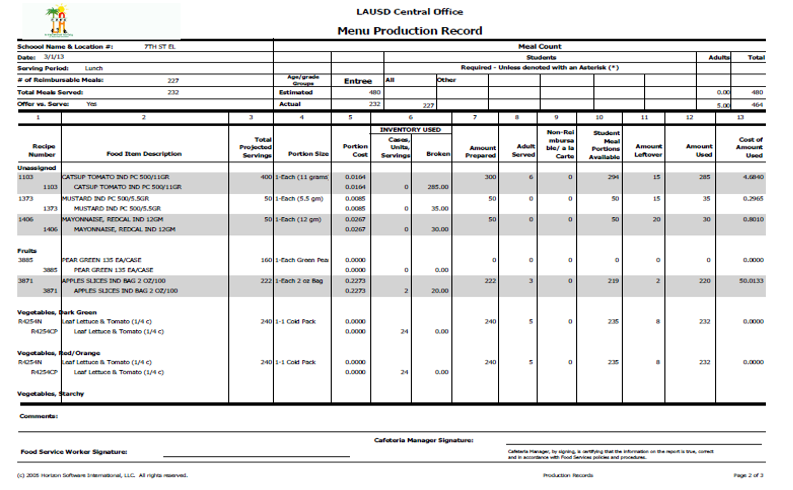 LAUSD Central Office
Menu Production Record
Schoool Name & Location #: 7TH ST EL Meal Count
Date: 3/1/13 Students Adults Total
Serving Period: Lunch Required - Unless denoted with an Asterisk (*)
# of Reimbursable Meals: 227 Age/grade Groups Entree All Other
Total Meals Served: 232 Estimated 480 0.00 480
Offer vs. Serve: Yes Actual 232 227 5.00 464
1 2 3 4 5 6 7 8 9 10 11 12 13
Recipe Number Food Item Description Total Projected Servings Portion Size Portion Cost INVENTORY USED Cases, Units, Servings Broken Amount Prepared Adult Served Non-Rei mbursa ble/ a la Carte Student Meal Portions Available Amount Leftover Amount Used Cost of Amount Used
Unassigned
1103 CATSUP TOMATO IND PC 500/11GR 400 1-Each (11 grams) 0.0164 300 6 0 294 15 285 4.6840
1103 CATSUP TOMATO IND PC 500/11GR 0.0164 0 285.00
1373 MUSTARD IND PC 500/5.5GR 50 1-Each (5.5 gm) 0.0085 50 0 0 50 15 35 0.2965
1373 MUSTARD IND PC 500/5.5GR 0.0085 0 35.00
1406 MAYONNAISE, REDCAL IND 12GM 50 1-Each (12 gm) 0.0267 50 0 0 50 20 30 0.8010
1406 MAYONNAISE, REDCAL IND 12GM 0.0267 0 30.00
Fruits
3885 PEAR GREEN 135 EA/CASE 160 1-Each Green Pea 0.0000 0 0 0 0 0 0 0.0000
3885 PEAR GREEN 135 EA/CASE 0.0000 0 0.00
3871 APPLES SLICES IND BAG 2 OZ/100 222 1-Each 2 oz Bag 0.2273 222 3 0 219 2 220 50.0133
3871 APPLES SLICES IND BAG 2 OZ/100 0.2273 2 20.00
Vegetables, Dark Green
R4254N Leaf Lettuce & Tomato (1/4 c) 240 1-1 Cold Pack 0.0000 240 5 0 235 8 232 0.0000
R4254CP Leaf Lettuce & Tomato (1/4 c) 0.0000 24 0.00
Vegetables, Red/Orange
R4254N Leaf Lettuce & Tomato (1/4 c) 240 1-1 Cold Pack 0.0000 240 5 0 235 8 232 0.0000
R4254CP Leaf Lettuce & Tomato (1/4 c) 0.0000 24 0.00
Vegetables, Starchy
Comments:
Cafeteria Manager Signature:
Food Service Worker Signature:
Cafeteria Manager, by signing, is certifying that the information on the report is true, correct
and in accordance with Food Services policies and procedures.
(c) 2005 Horizon Software International, LLC. All rights reserved. Production Records Page 2 of 3